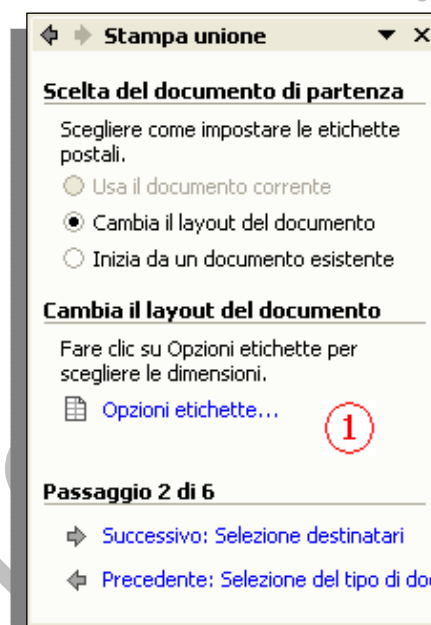 Stampa unione
Scelta del documento di partenza
Scegliere come impostare le etichette
postali.
Usa il documento corrente
Cambia il layout del documento
Inizia da un documento esistente
Cambia il layout del documento
Fare clic su Opzioni etichette per
scegliere le dimensioni.
Opzioni etichette...
1
Passaggio 2 di 6
Successivo: Selezione destinatari
Precedente: Selezione del tipo di